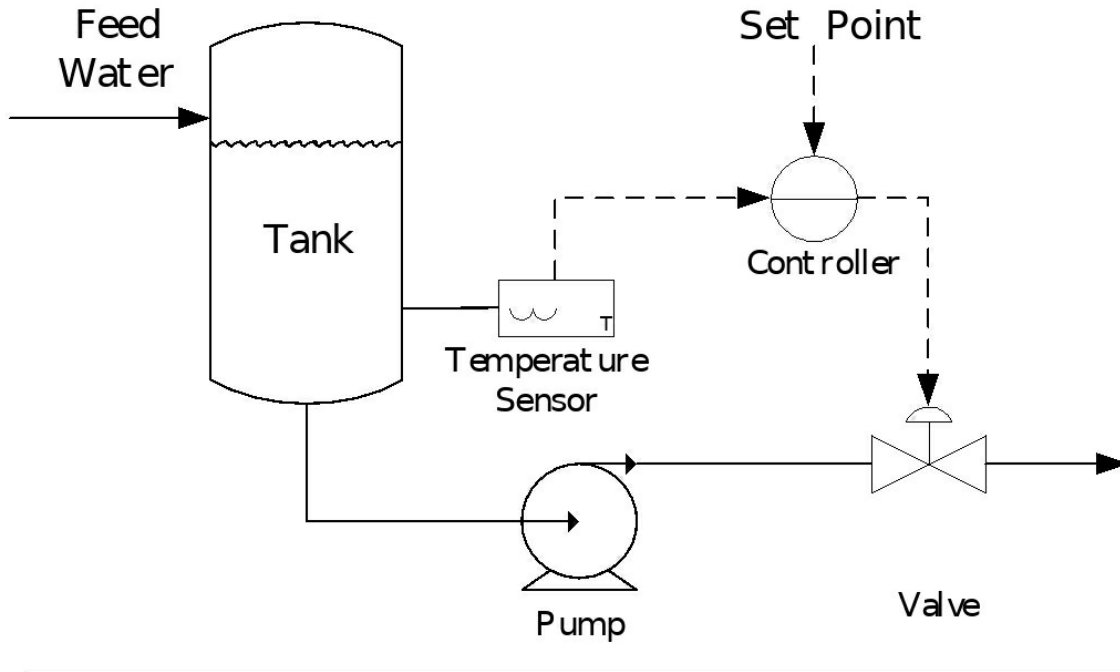 Feed
Water
Set Point
Tank
Controller
T
Temperature
Sensor
Pump
Valve